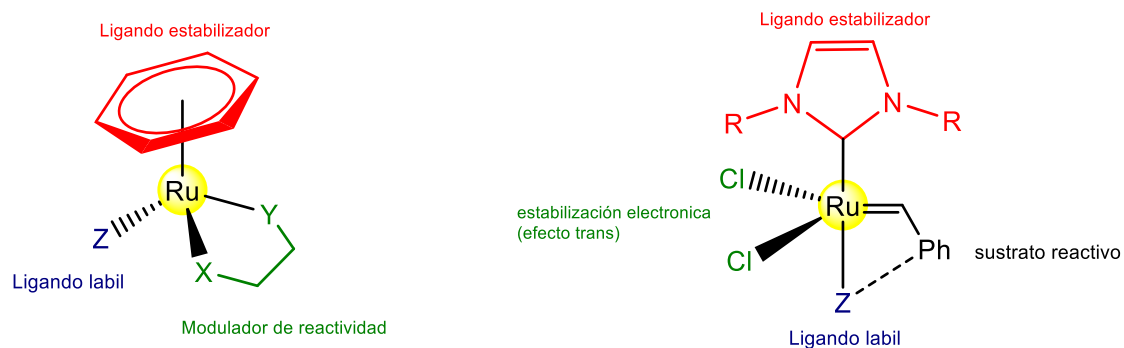 Ligando estabilizador
Ru
Z
Y
X
Ligando labil
Modulador de reactividad
Ligando estabilizador
N
N
R
R
Cl
Ru
estabilización electronica
(efecto trans)
Cl
Ph
sustrato reactivo
Z
Ligando labil